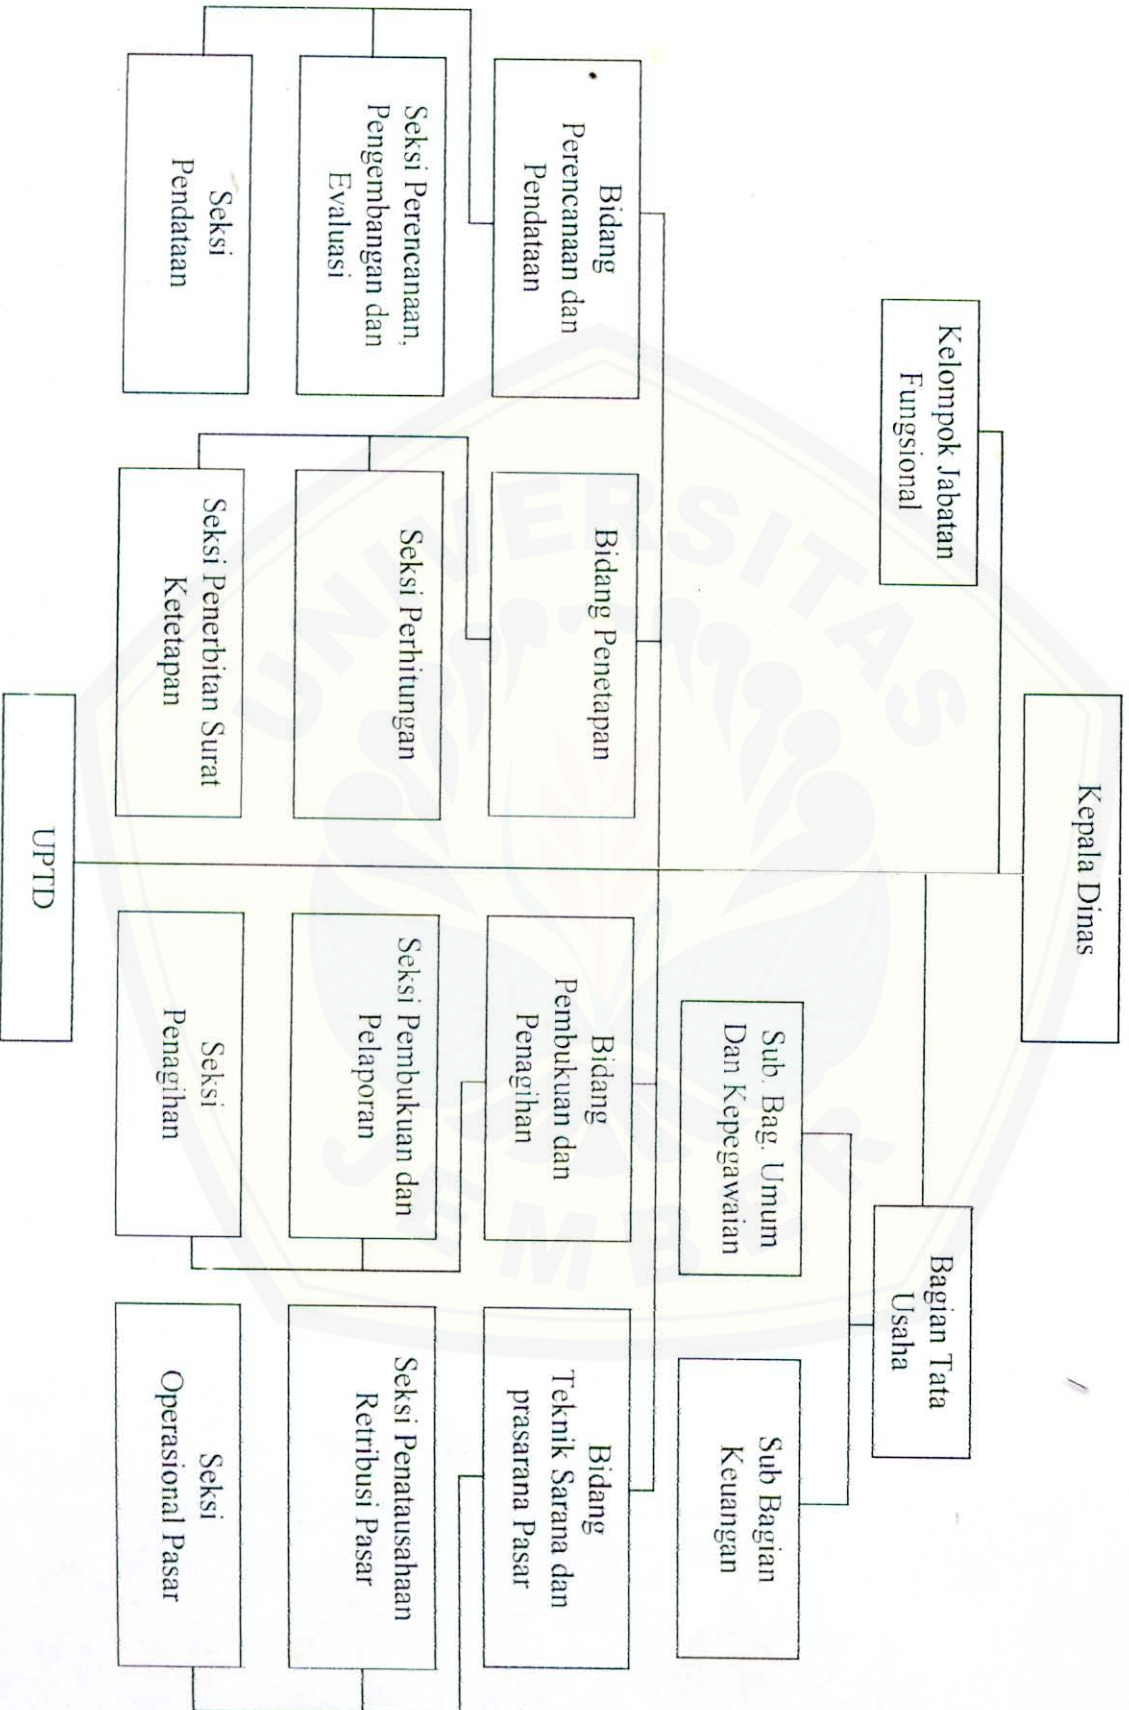 Kepala Dinas
Kelompok Jabatan
Fungsional
Bagian Tata
Usaha
Sub. Bag. Umum
Dan Kepegawaian
Sub Bagian
Keuangan
Bidang
Perencanaan dan
Pendataan
Bidang Penetapan
Bidang
Pembukuan dan
Penagihan
Bidang
Teknik Sarana dan
prasarana Pasar
Seksi Perencanaan,
Pengembangan dan
Evaluasi
Seksi Perhitungan
Seksi Pembukuan dan
Pelaporan
Seksi Penatausahaan
Retribusi Pasar
Seksi
Pendataan
Seksi Penerbitan Surat
Ketetapan
Seksi
Penagihan
Seksi
Operasional Pasar
UPTD
UNIVERSITAS
JEMBER